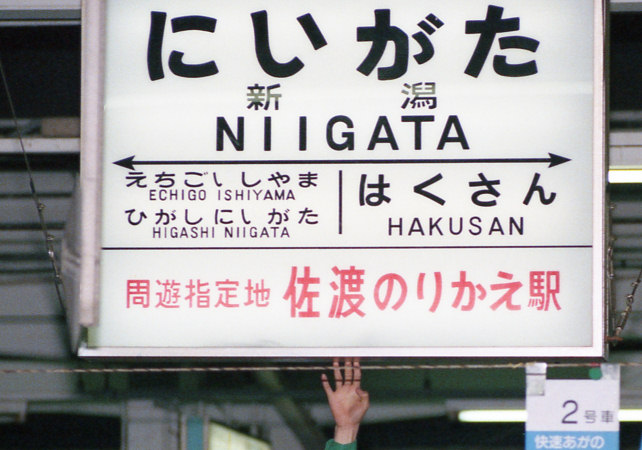 にいがた
新潟
NIIGATA
えちごいしやま
ECHIGO ISHIYAMA
ひがしにいがた
HIGASHI NIIGATA
はくさん
HAKUSAN
周遊指定地 佐渡のりかえ駅
2号車
快速あがの